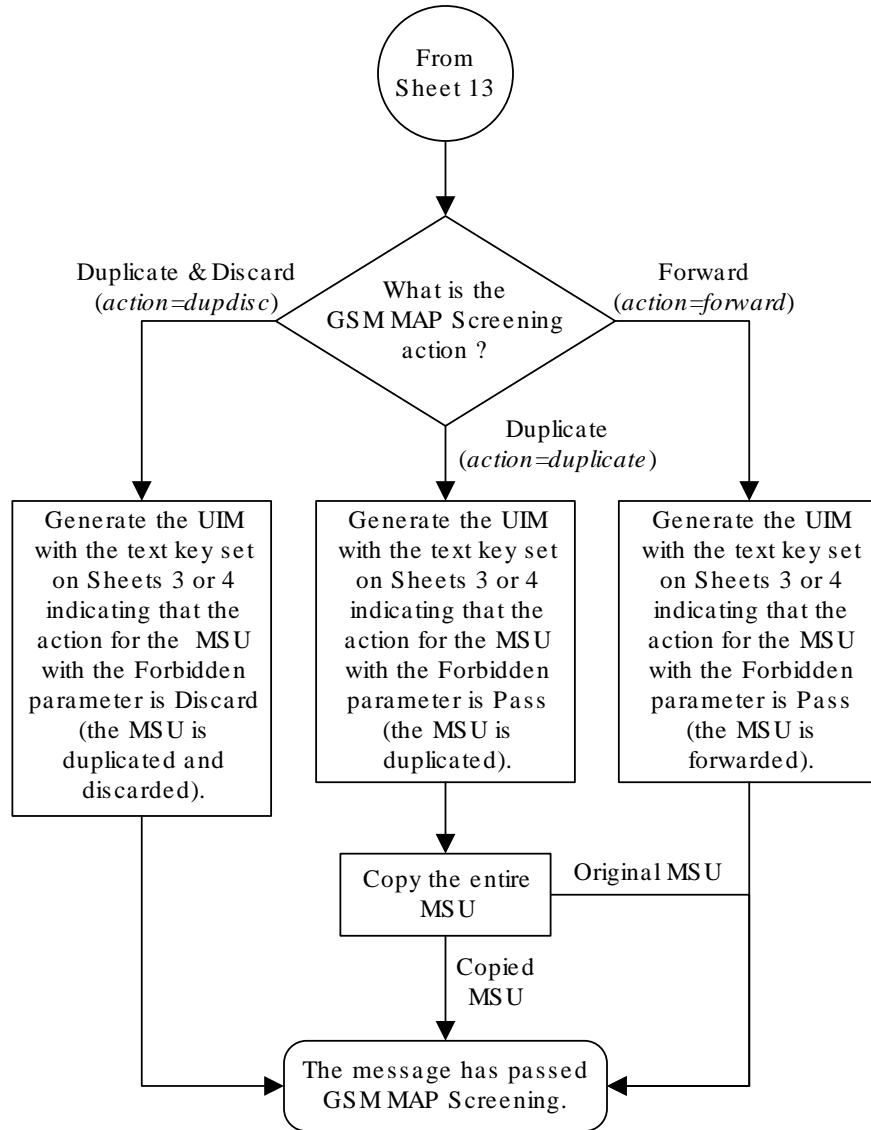 From
Sheet 13
Duplicate & Discard
(action=dupdisc)
What is the
GSM MAP Screening
action ?
Forward
(action=forward)
Duplicate
(action=duplicate)
Generate the UIM
with the text key set
on Sheets 3 or 4
indicating that the
action for the MSU
with the Forbidden
parameter is Discard
(the MSU is
duplicated and
discarded).
Generate the UIM
with the text key set
on Sheets 3 or 4
indicating that the
action for the MSU
with the Forbidden
parameter is Pass
(the MSU is
duplicated).
Generate the UIM
with the text key set
on Sheets 3 or 4
indicating that the
action for the MSU
with the Forbidden
parameter is Pass
(the MSU is
forwarded).
Copy the entire
MSU
Original MSU
Copied
MSU
The message has passed
GSM MAP Screening.